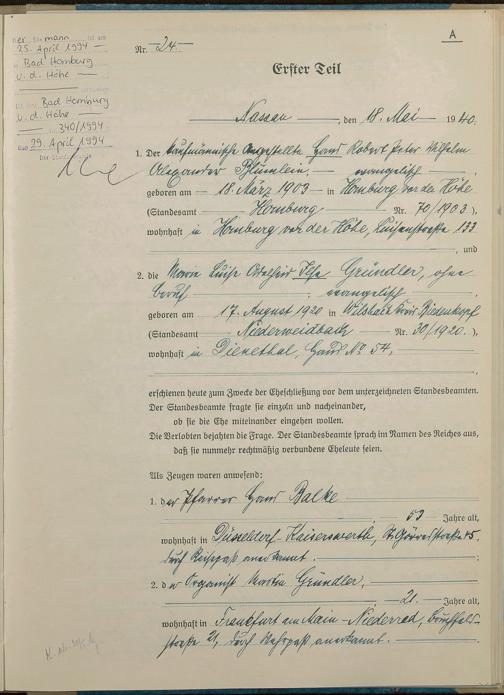 A
Nr. 24.
Erster Teil
mann
25. April 1994
Bad Homburg
v. d. Höhe
Bad Homburg
v. d. Höhe
340/1994
29. April 1994
Nassau, den 18. Mai 1940.
1. Der kaufmännische Angestellte Hans Robert Peter Wilhelm
Alexander Blümlein, evangelisch
geboren am 18. März 1903 in Homburg vor der Höhe
(Standesamt Homburg Nr. 70/1903),
wohnhaft in Homburg vor der Höhe, Luisenstraße 133
und
2. die Maria Luise Adelheid Ilse Gründler, ohne
Beruf, evangelisch
geboren am 17. August 1920 in Kreis Biedenkopf
(Standesamt Niederweidbach Nr. 30/1920),
wohnhaft in Dienethal, Haus No 54,
erschienen heute zum Zwecke der Eheschließung vor dem unterzeichneten Standesbeamten.
Der Standesbeamte fragte sie einzeln und nacheinander,
ob sie die Ehe miteinander eingehen wollen.
Die Verlobten bejahten die Frage. Der Standesbeamte sprach im Namen des Reiches aus,
daß sie nunmehr rechtmäßig verbundene Eheleute seien.
Als Zeugen waren anwesend:
1. der Pfarrer Hans Balke
53 Jahre alt,
wohnhaft in Düsseldorf-Kaiserswerth,
durch Reisepaß anerkannt.
2. der Organist Martin Gründler,
21 Jahre alt,
wohnhaft in Frankfurt am Main-Niederrad,
straße 21, durch anerkannt.